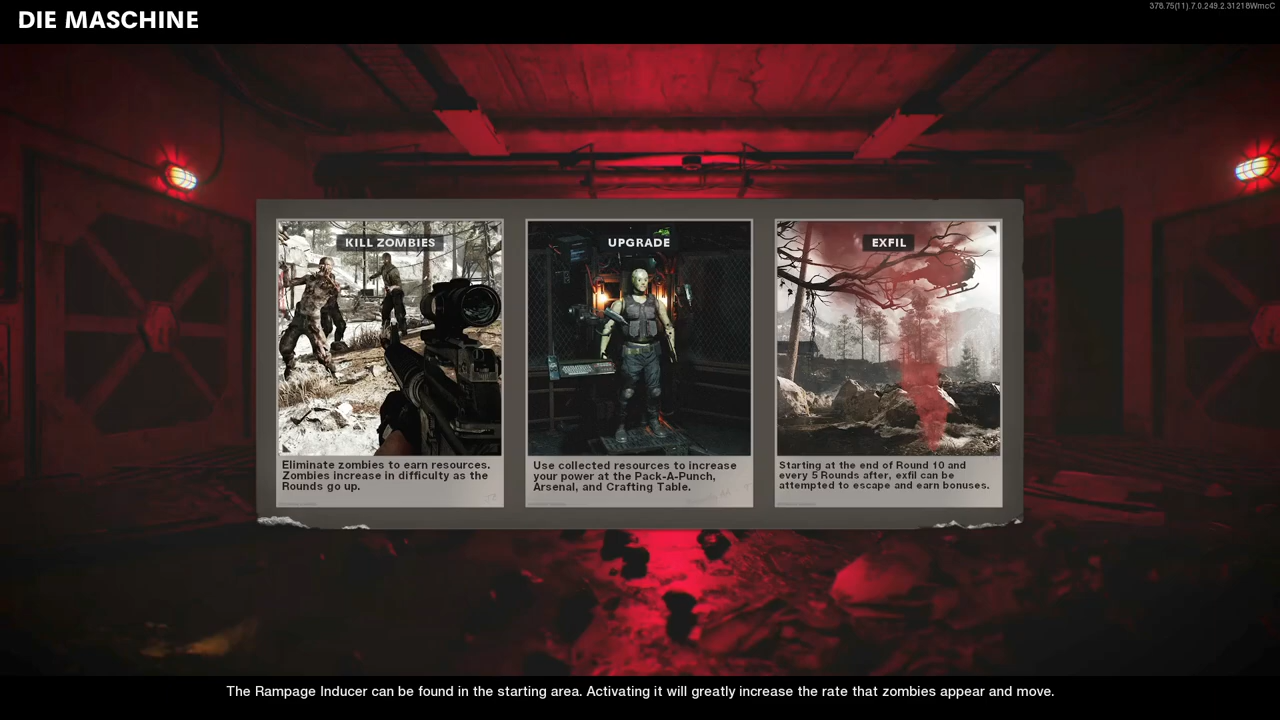 DIE MASCHINE
378.75(11).7.0.249.2.31218WmcC
KILL ZOMBIES
Eliminate zombies to earn resources.
Zombies increase in difficulty as the
Rounds go up.
UPGRADE
Use collected resources to increase
your power at the Pack-A-Punch,
Arsenal, and Crafting Table.
EXFIL
Starting at the end of Round 10 and
every 5 Rounds after, exfil can be
attempted to escape and earn bonuses.
The Rampage Inducer can be found in the starting area. Activating it will greatly increase the rate that zombies appear and move.